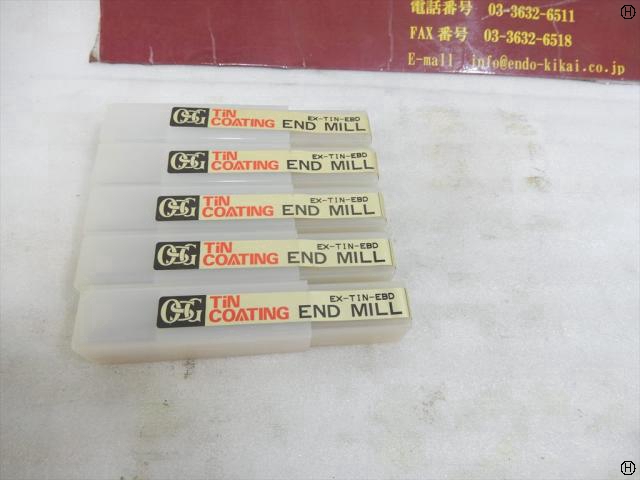 電話番号 03-3632-6511
FAX番号 03-3632-6518
E-mail info@endo-kikai.co.jp
OSG TiN COATING EX-TIN-EBD END MILL
OSG TiN COATING EX-TIN-EBD END MILL
OSG TiN COATING EX-TIN-EBD END MILL
OSG TiN COATING EX-TIN-EBD END MILL
OSG TiN COATING EX-TIN-EBD END MILL
H
H